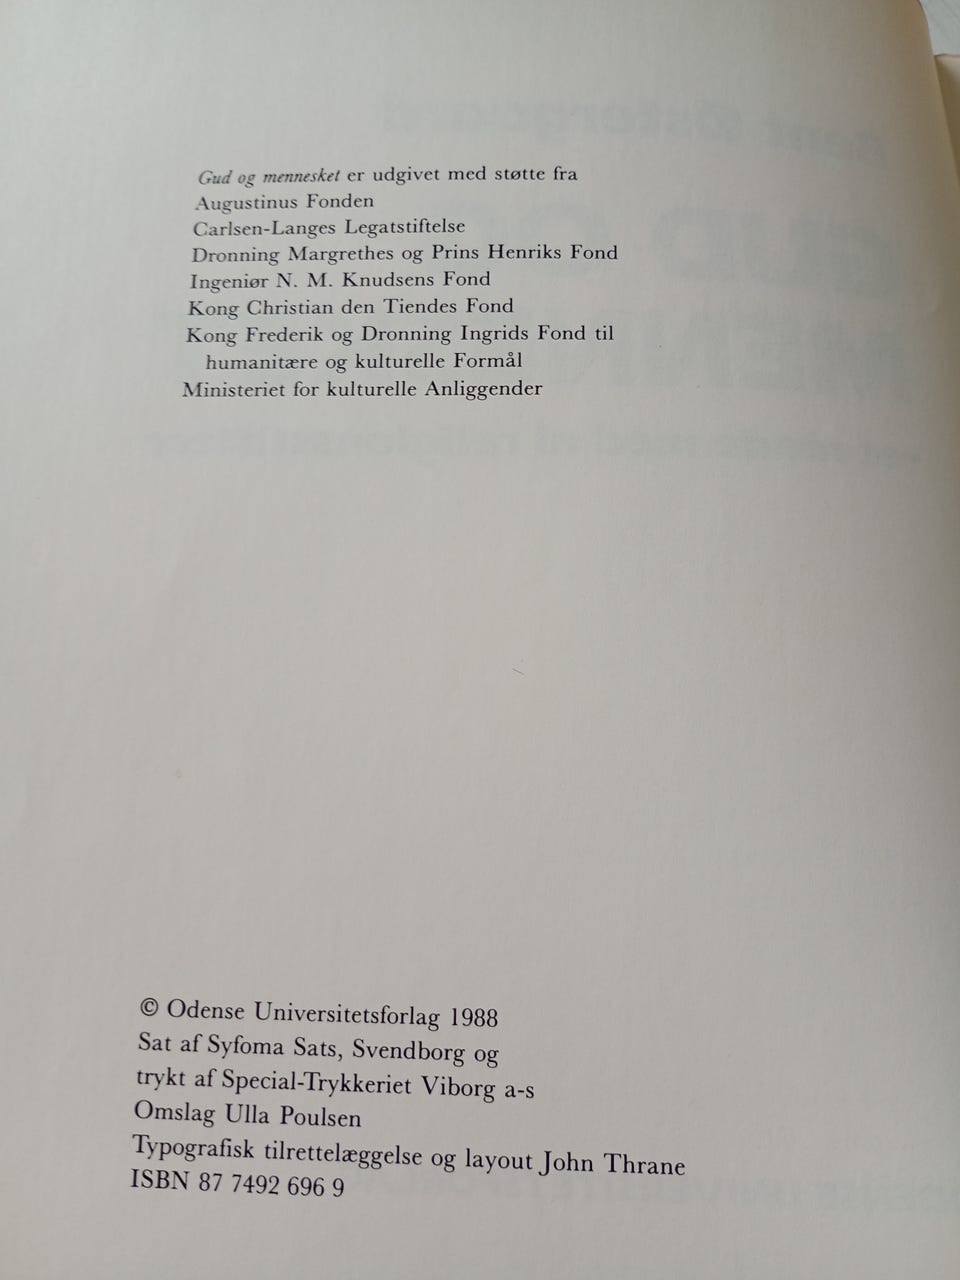 Gud og mennesket er udgivet med støtte fra
Augustinus Fonden
Carlsen-Langes Legatstiftelse
Dronning Margrethes og Prins Henriks Fond
Ingeniør N. M. Knudsens Fond
Kong Christian den Tiendes Fond
Kong Frederik og Dronning Ingrids Fond til
humanitære og kulturelle Formål
Ministeriet for kulturelle Anliggender
© Odense Universitetsforlag 1988
Sat af Syfoma Sats, Svendborg og
trykt af Special-Trykkeriet Viborg a-s
Omslag Ulla Poulsen
Typografisk tilrettelæggelse og layout John Thrane
ISBN 87 7492 696 9